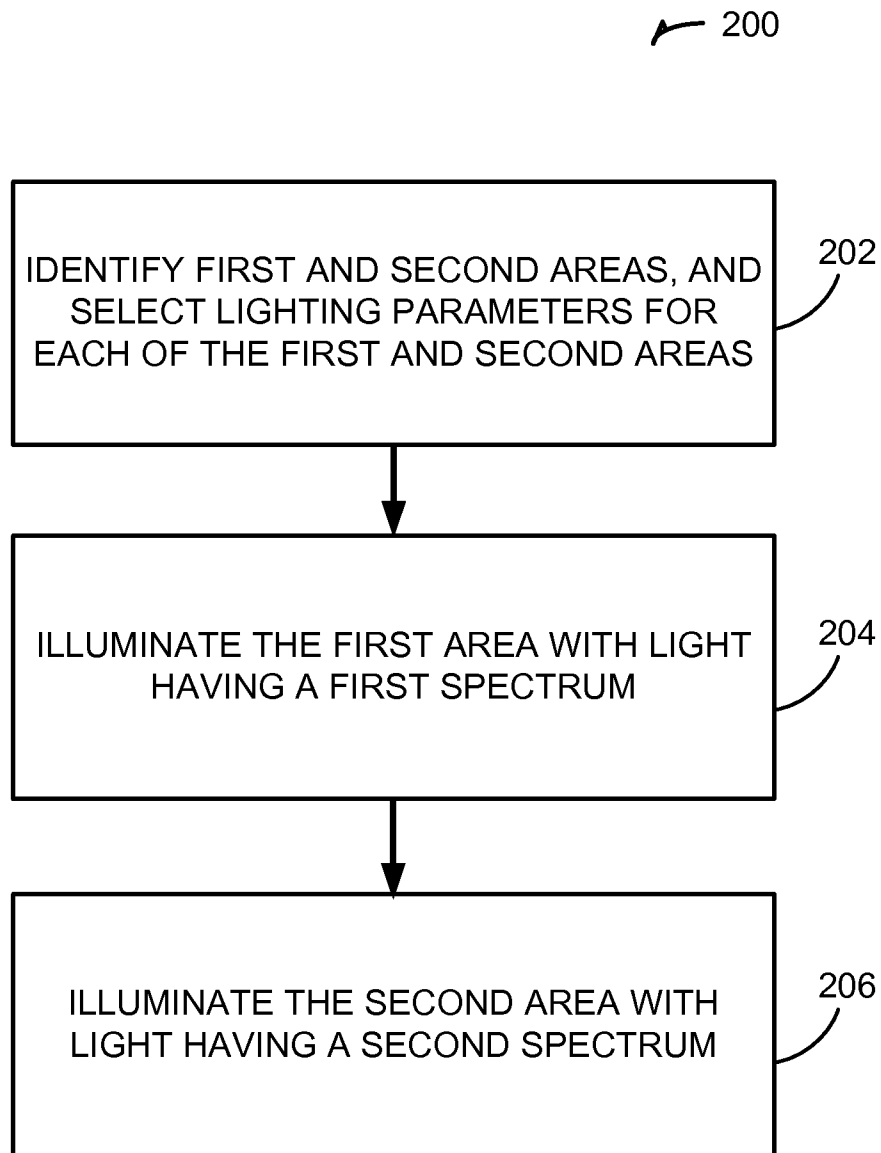 200
IDENTIFY FIRST AND SECOND AREAS, AND
SELECT LIGHTING PARAMETERS FOR
EACH OF THE FIRST AND SECOND AREAS
202
ILLUMINATE THE FIRST AREA WITH LIGHT
HAVING A FIRST SPECTRUM
204
ILLUMINATE THE SECOND AREA WITH
LIGHT HAVING A SECOND SPECTRUM
206